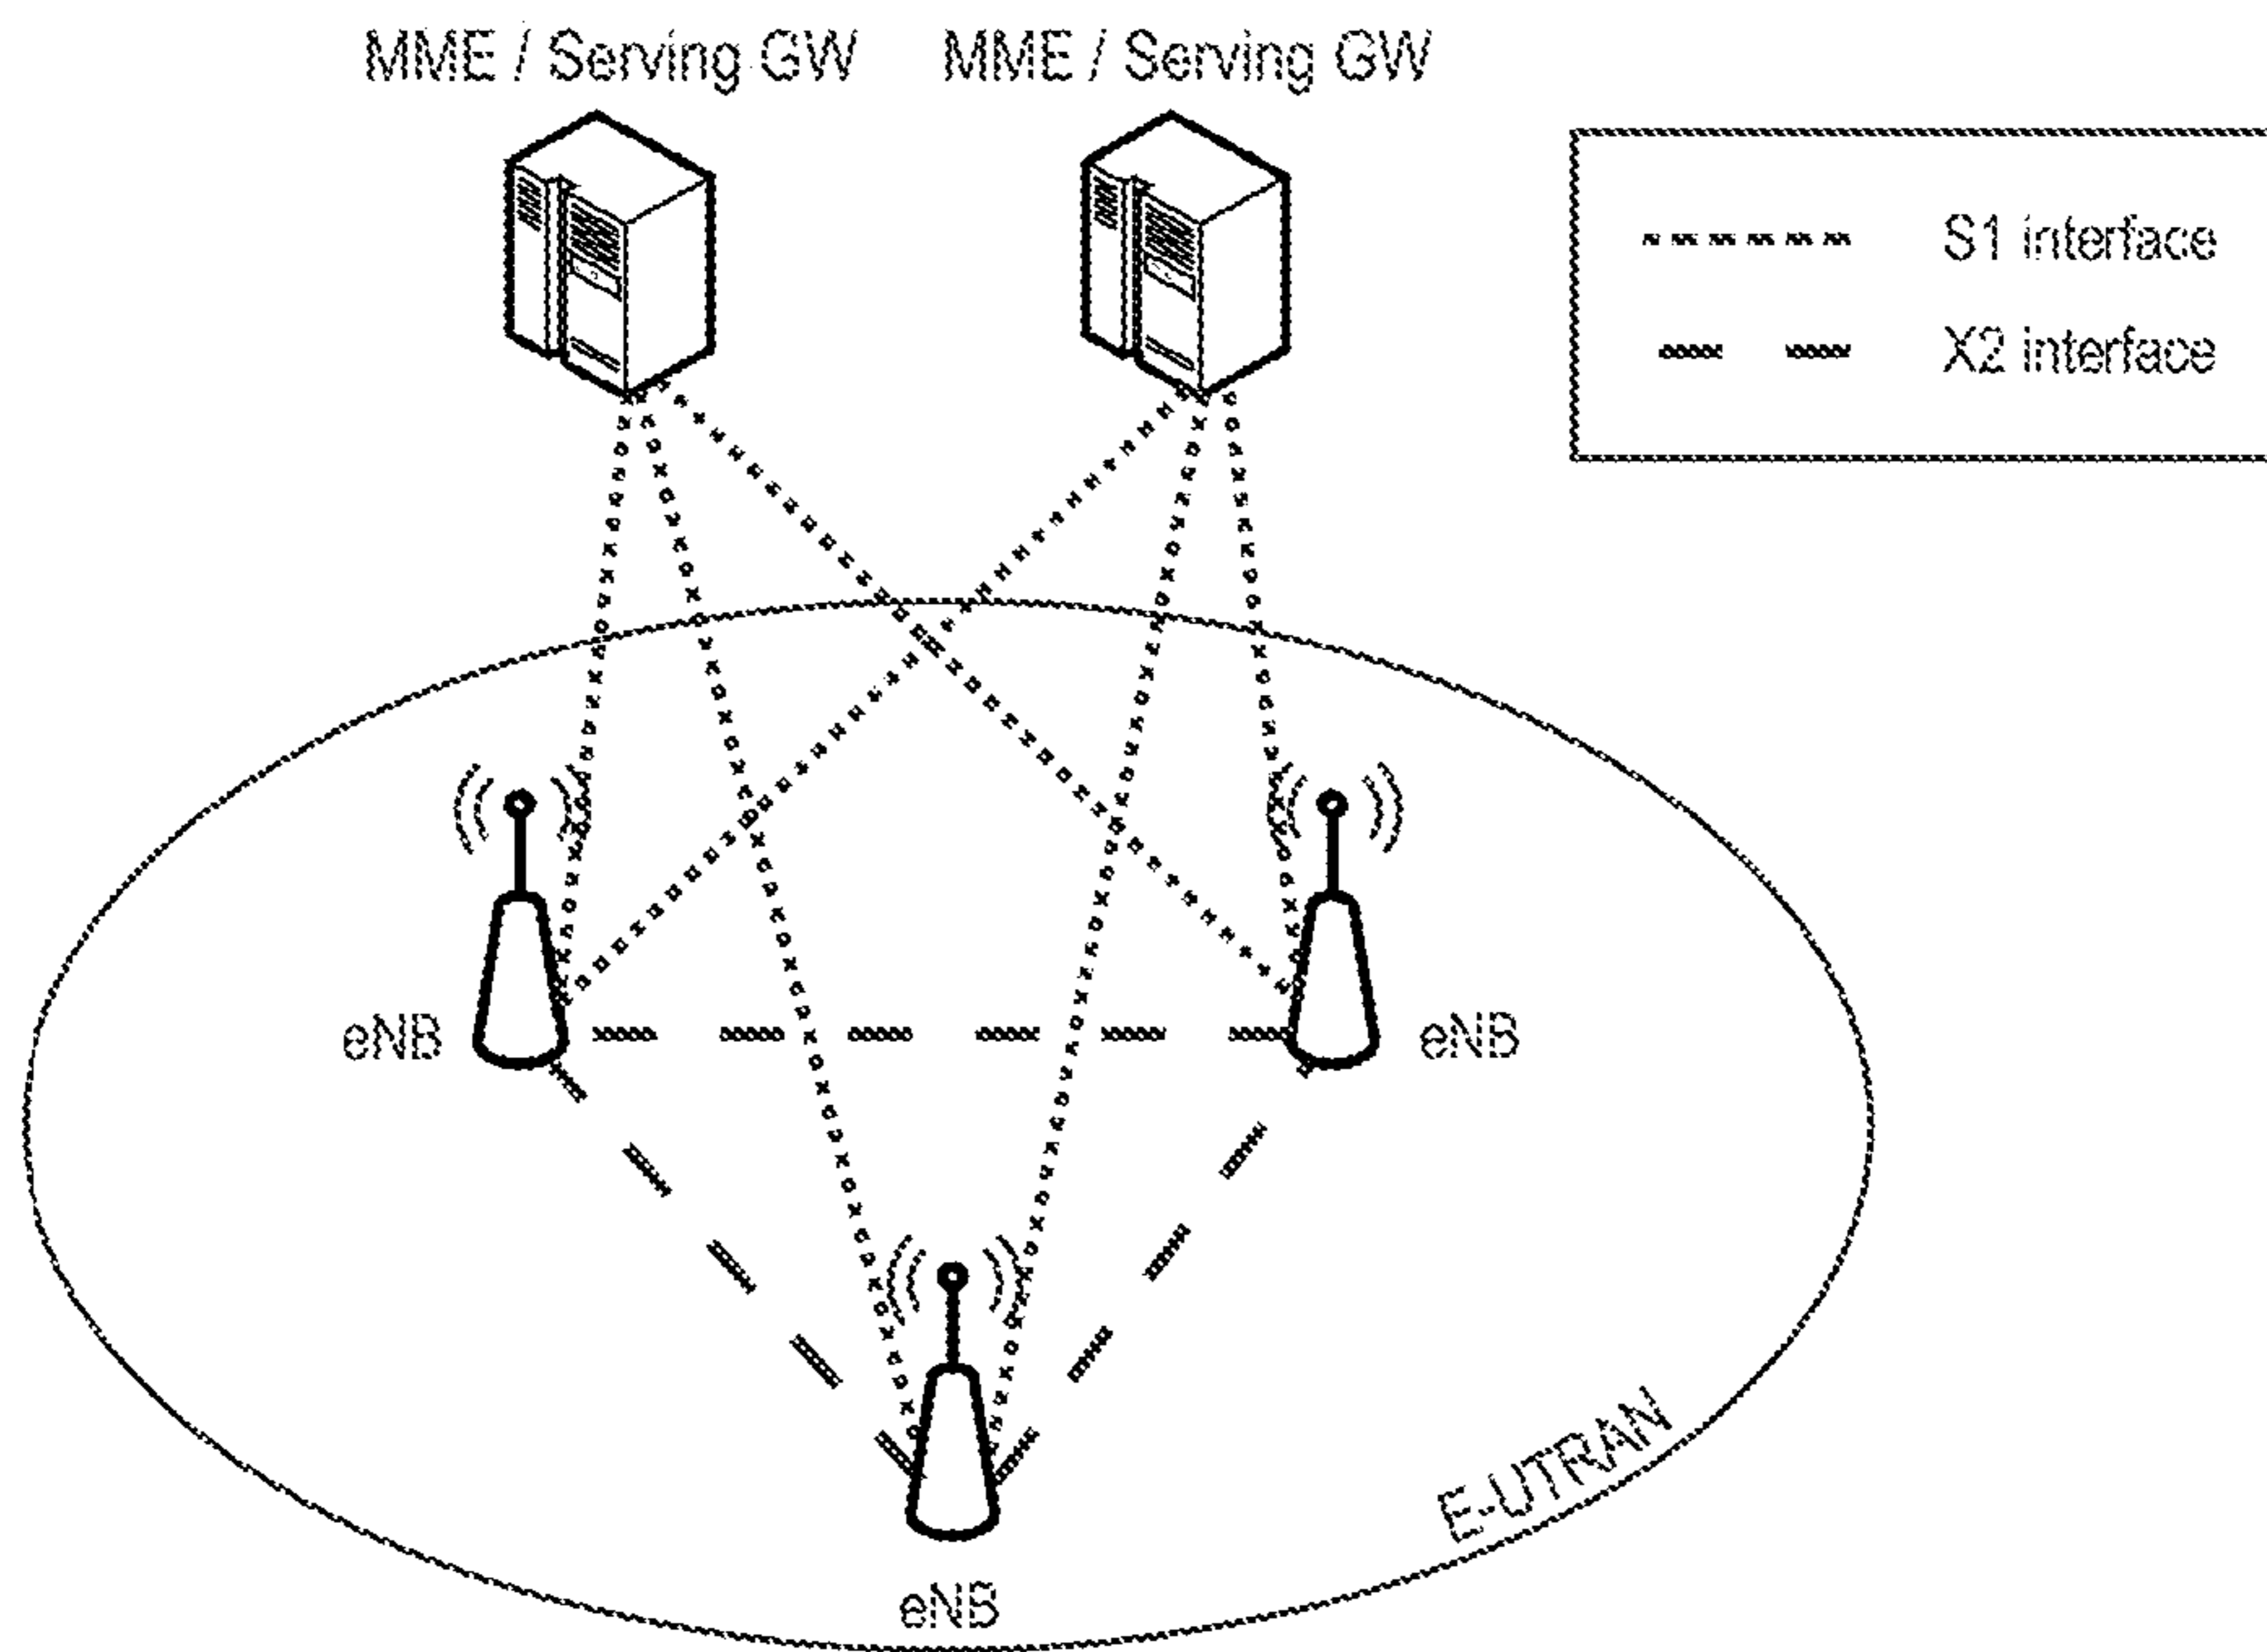 MME / Serving GW
MME / Serving GW
S1 interface
X2 interface
eNB
eNB
eNB
E-UTRAN